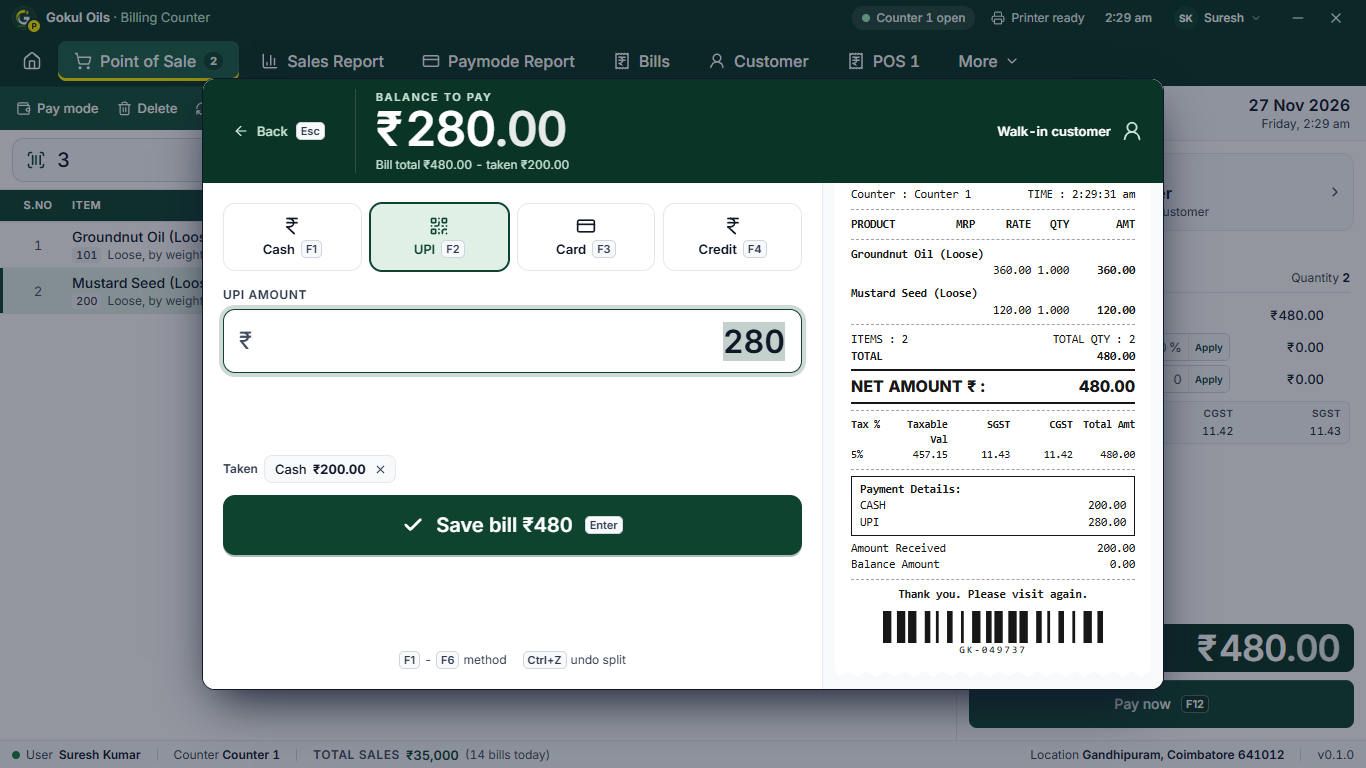 Gokul Oils · Billing Counter
Counter 1 open
Printer ready
2:29 am
SK Suresh
Point of Sale 2
Sales Report
Paymode Report
Bills
Customer
POS 1
More
Pay mode
Delete
27 Nov 2026
Friday, 2:29 am
3
S.NO ITEM
1 Groundnut Oil (Loos
101 Loose, by weight
2 Mustard Seed (Loos
200 Loose, by weight
Back Esc
BALANCE TO PAY
₹280.00
Bill total ₹480.00 - taken ₹200.00
Walk-in customer
Cash F1
UPI F2
Card F3
Credit F4
UPI AMOUNT
₹ 280
Taken Cash ₹200.00 ×
Save bill ₹480 Enter
F1 - F6 method Ctrl+Z undo split
Counter : Counter 1 TIME : 2:29:31 am
PRODUCT MRP RATE QTY AMT
Groundnut Oil (Loose)
360.00 1.000 360.00
Mustard Seed (Loose)
120.00 1.000 120.00
ITEMS : 2 TOTAL QTY : 2
TOTAL 480.00
NET AMOUNT ₹ : 480.00
Tax % Taxable SGST CGST Total Amt
Val
5% 457.15 11.43 11.42 480.00
Payment Details:
CASH 200.00
UPI 280.00
Amount Received 200.00
Balance Amount 0.00
Thank you. Please visit again.
GK-049737
ustomer
Quantity 2
₹480.00
% Apply ₹0.00
0 Apply ₹0.00
CGST SGST
11.42 11.43
₹480.00
Pay now F12
User Suresh Kumar
Counter Counter 1
TOTAL SALES ₹35,000 (14 bills today)
Location Gandhipuram, Coimbatore 641012
v0.1.0